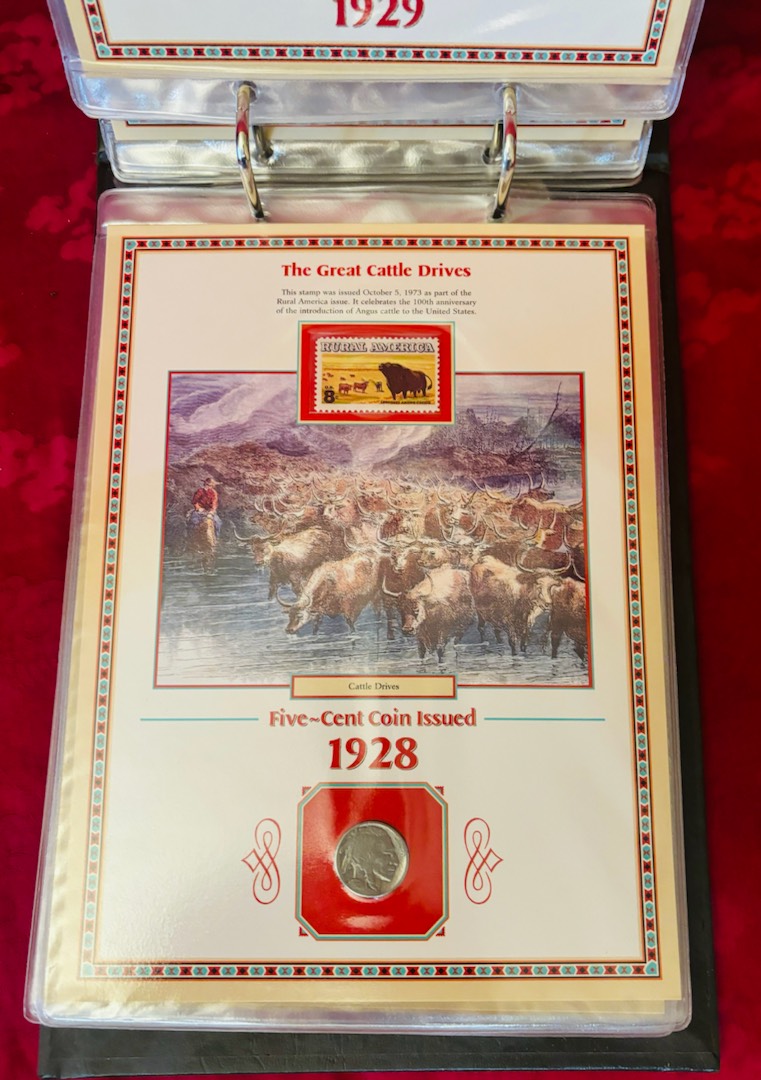 1929
The Great Cattle Drives
This stamp was issued October 5, 1973 as part of the
Rural America issue. It celebrates the 100th anniversary
of the introduction of Angus cattle to the United States.
RURAL AMERICA
8
Cattle Drives
Five~Cent Coin Issued
1928